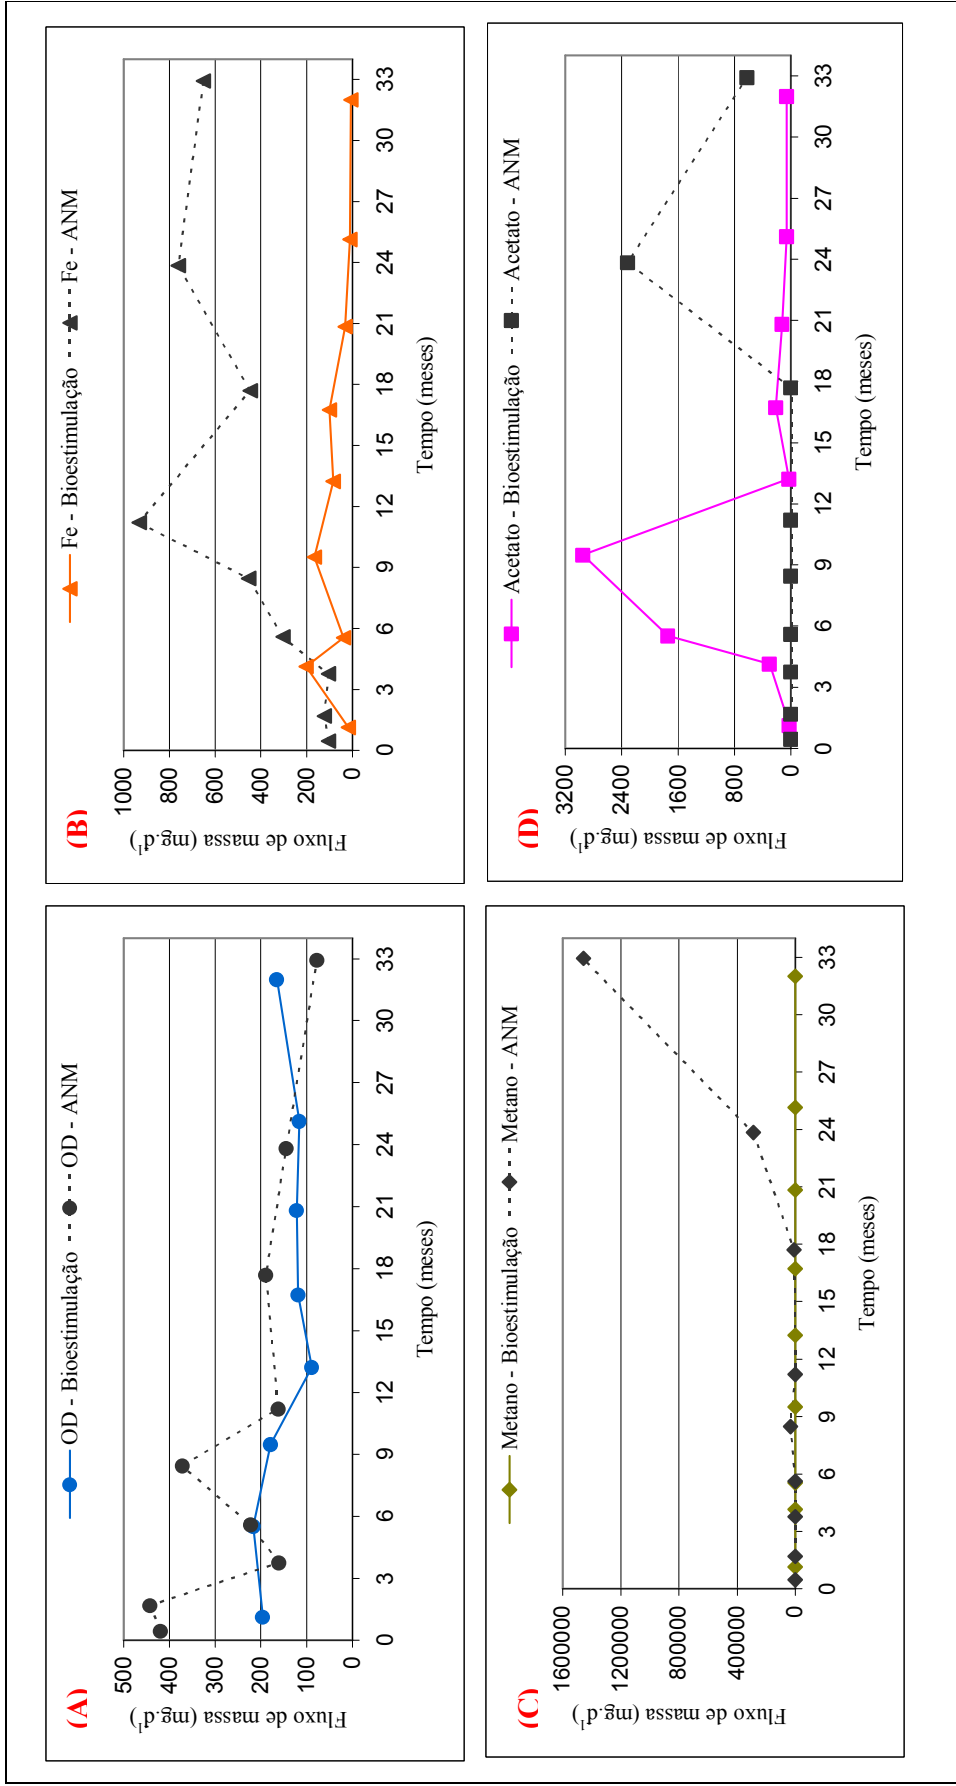 (A)
OD - Bioestimulação
OD - ANM
500
400
300
200
100
0
Fluxo de massa (mg.d¹)
0 3 6 9 12 15 18 21 24 27 30 33
Tempo (meses)
(B)
Fe - Bioestimulação
Fe - ANM
1000
800
600
400
200
0
Fluxo de massa (mg.d¹)
0 3 6 9 12 15 18 21 24 27 30 33
Tempo (meses)
(C)
Metano - Bioestimulação
Metano - ANM
1600000
1200000
800000
400000
0
Fluxo de massa (mg.d¹)
0 3 6 9 12 15 18 21 24 27 30 33
Tempo (meses)
(D)
Acetato - Bioestimulação
Acetato - ANM
3200
2400
1600
800
0
Fluxo de massa (mg.d¹)
0 3 6 9 12 15 18 21 24 27 30 33
Tempo (meses)